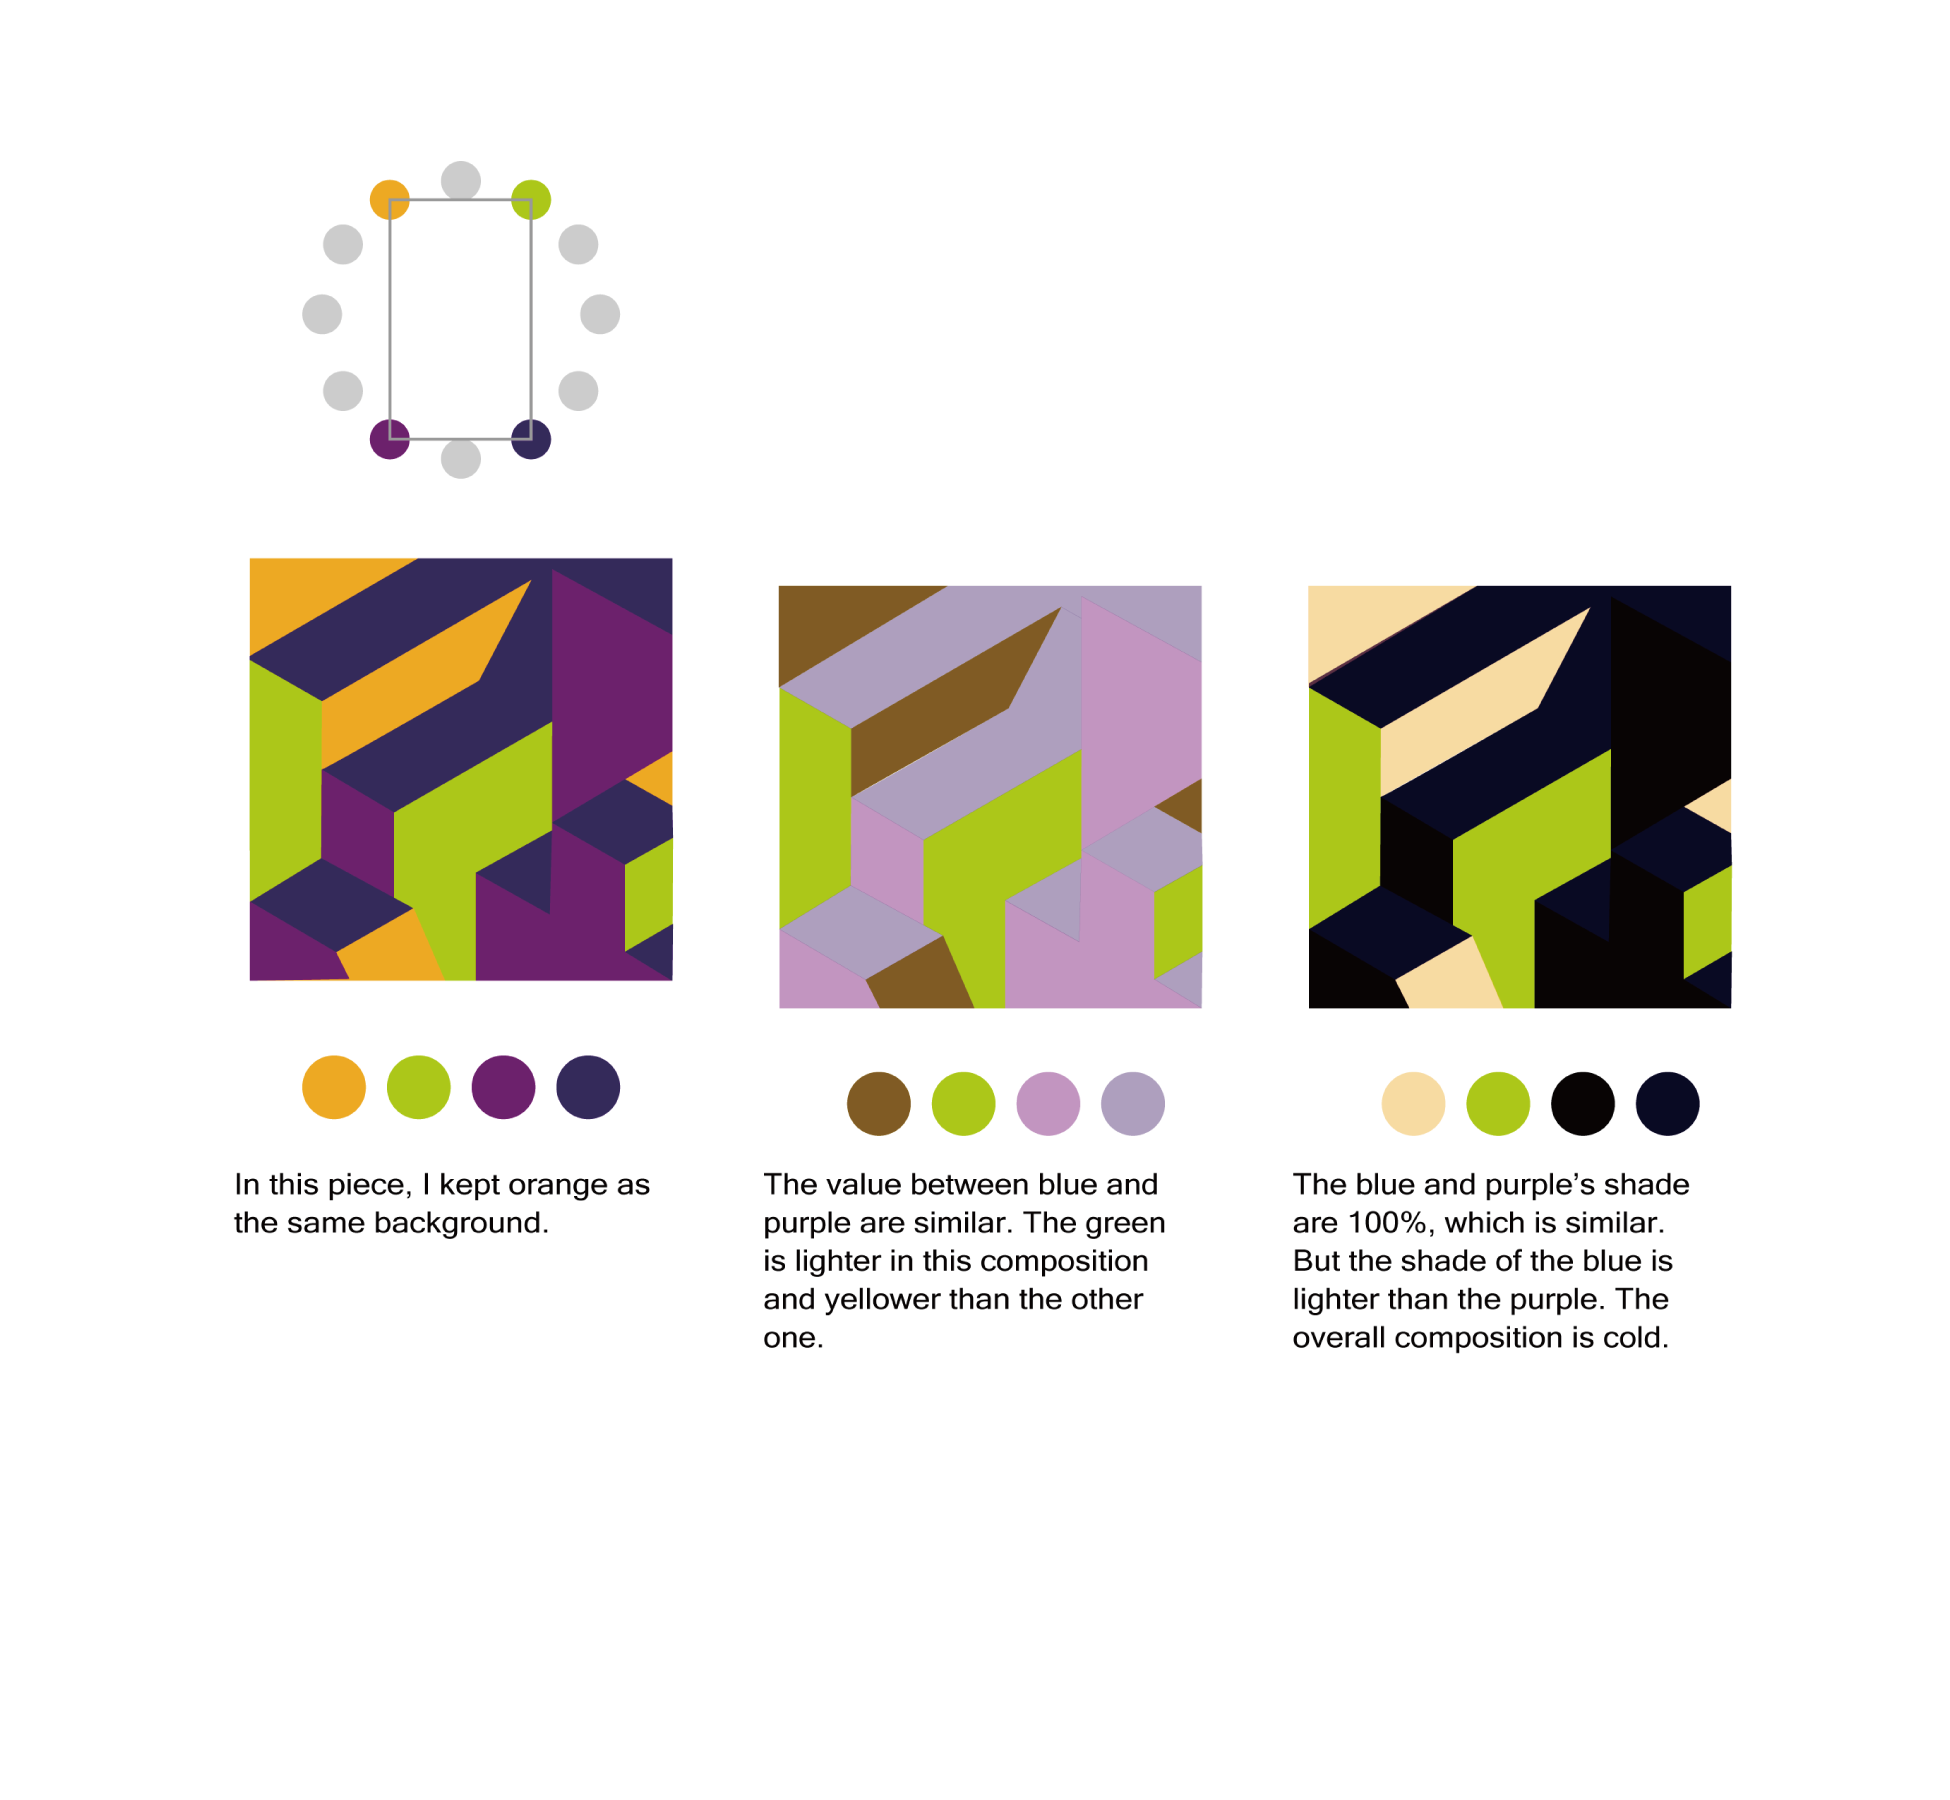 In this piece, I kept orange as
the same background.
The value between blue and
purple are similar. The green
is lighter in this composition
and yellower than the other
one.
The blue and purple’s shade
are 100%, which is similar.
But the shade of the blue is
lighter than the purple. The
overall composition is cold.